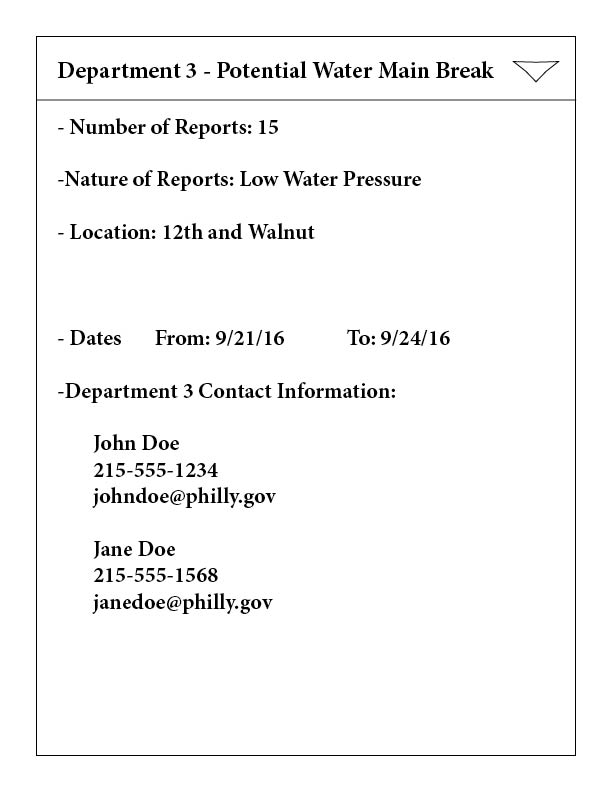 Department 3 - Potential Water Main Break
- Number of Reports: 15
-Nature of Reports: Low Water Pressure
- Location: 12th and Walnut
- Dates From: 9/21/16 To: 9/24/16
-Department 3 Contact Information:
John Doe
215-555-1234
johndoe@philly.gov
Jane Doe
215-555-1568
janedoe@philly.gov